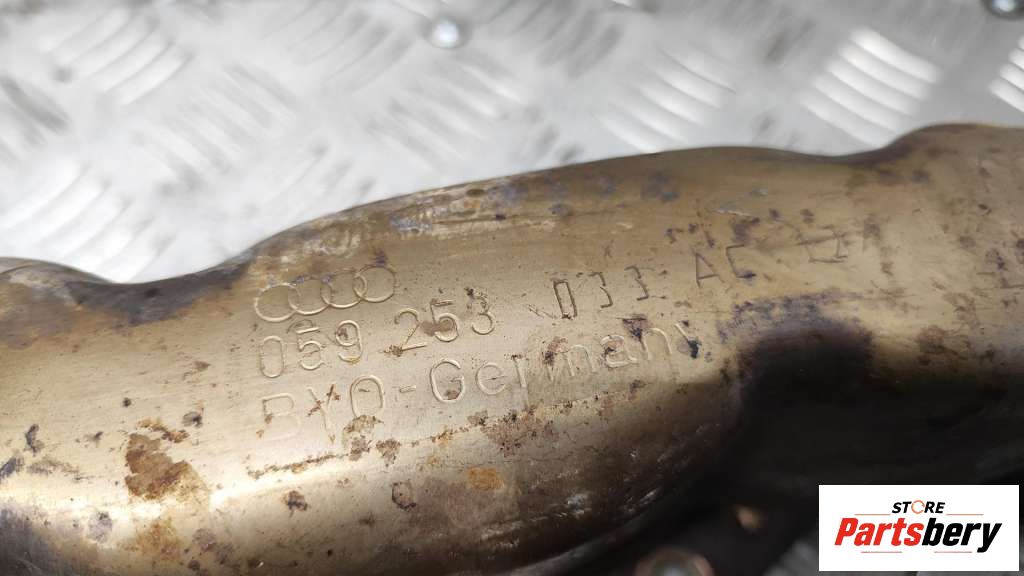 059 253 033 AC
BYO-Germany
STORE
Partsbery